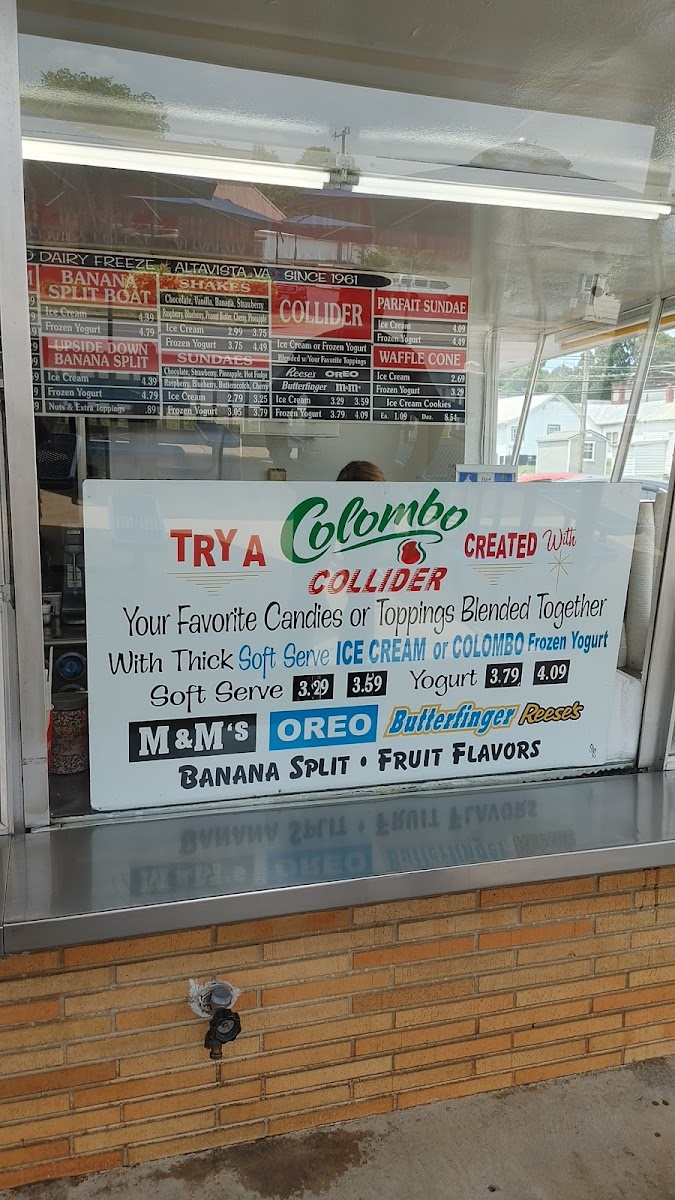 DAIRY FREEZE ALTAVISTA, VA SINCE 1961
BANANA
SPLIT BOAT
Ice Cream 4.39
Frozen Yogurt 4.79
UPSIDE DOWN
BANANA SPLIT
Ice Cream 4.39
Frozen Yogurt 4.79
Nuts & Extra Toppings .89
SHAKES
Chocolate, Vanilla, Banana, Strawberry
Raspberry, Blueberry, Peanut Butter, Cherry, Pineapple
Ice Cream 2.99 3.75
Frozen Yogurt 3.75 4.49
SUNDAES
Chocolate, Strawberry, Pineapple, Hot Fudge
Raspberry, Blueberry, Butterscotch, Cherry
Ice Cream 2.79 3.25
Frozen Yogurt 3.05 3.79
COLLIDER
Ice Cream or Frozen Yogurt
Blended w/Your Favorite Toppings
Reese's OREO
Butterfinger m&m's
Ice Cream 3.29 3.59
Frozen Yogurt 3.79 4.09
PARFAIT SUNDAE
Ice Cream 4.09
Frozen Yogurt 4.49
WAFFLE CONE
Ice Cream 2.69
Frozen Yogurt 3.29
Ice Cream Cookies
Ea. 1.09 Doz. 8.51
TRY A Colombo CREATED With
COLLIDER
Your Favorite Candies or Toppings Blended Together
With Thick Soft Serve ICE CREAM or COLOMBO Frozen Yogurt
Soft Serve 3.29 3.59 Yogurt 3.79 4.09
M&M'S OREO Butterfinger Reese's
BANANA SPLIT • FRUIT FLAVORS